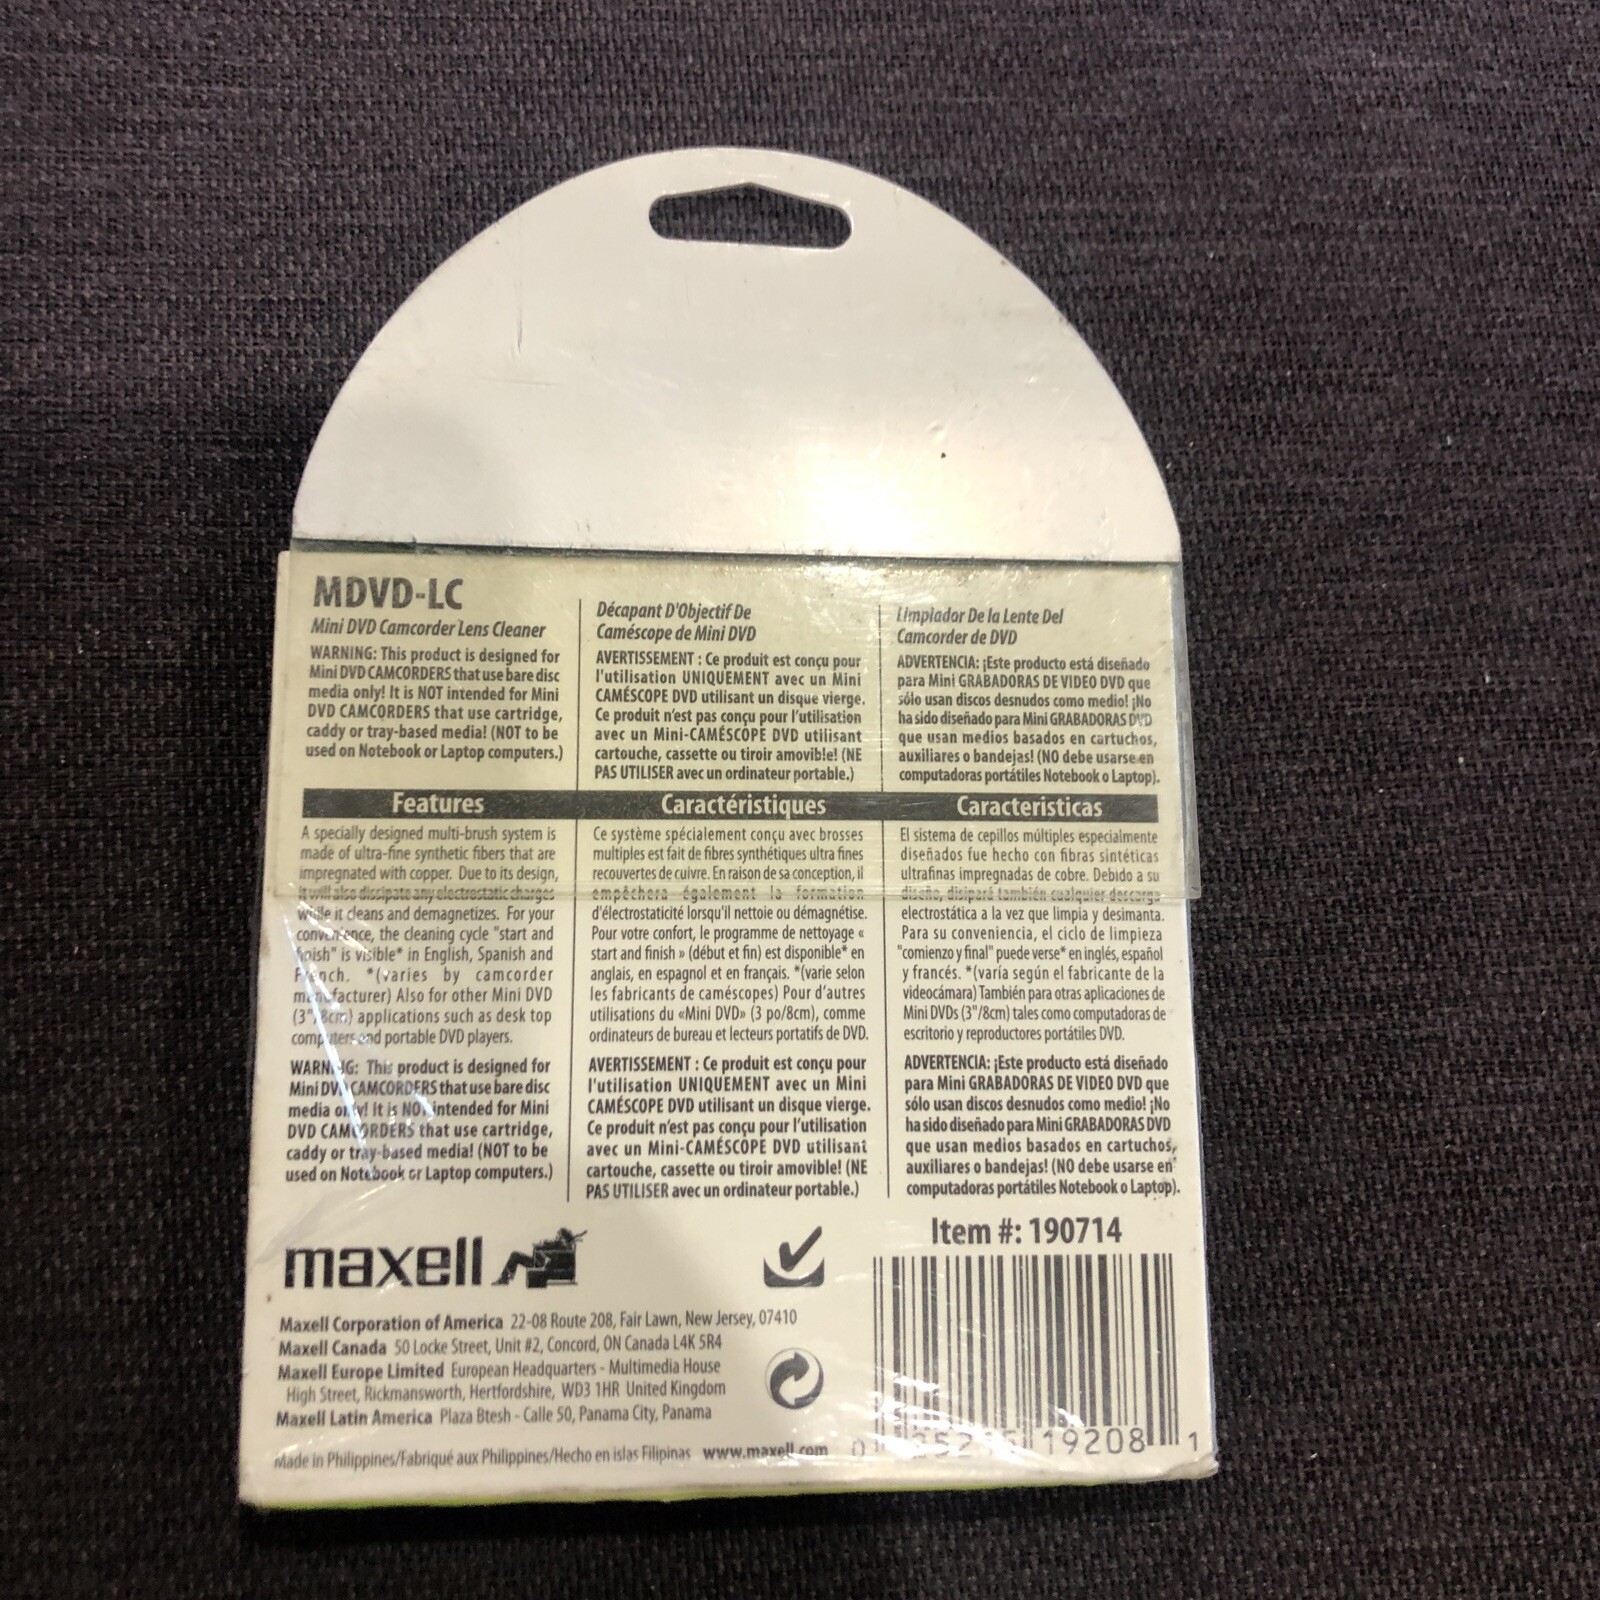 MDVD-LC
Mini DVD Camcorder Lens Cleaner
WARNING: This product is designed for
Mini DVD CAMCORDERS that use bare disc
media only! It is NOT intended for Mini
DVD CAMCORDERS that use cartridge,
caddy or tray-based media! (NOT to be
used on Notebook or Laptop computers.)
Décapant D'Objectif De
Caméscope de Mini DVD
AVERTISSEMENT : Ce produit est conçu pour
l'utilisation UNIQUEMENT avec un Mini
CAMÉSCOPE DVD utilisant un disque vierge.
Ce produit n'est pas conçu pour l'utilisation
avec un Mini-CAMÉSCOPE DVD utilisant
cartouche, cassette ou tiroir amovible! (NE
PAS UTILISER avec un ordinateur portable.)
Limpiador De la Lente Del
Camcorder de DVD
ADVERTENCIA: ¡Este producto está diseñado
para Mini GRABADORAS DE VIDEO DVD que
sólo usan discos desnudos como medio! ¡No
ha sido diseñado para Mini GRABADORAS DVD
que usan medios basados en cartuchos,
auxiliares o bandejas! (NO debe usarse en
computadoras portátiles Notebook o Laptop).
Features
A specially designed multi-brush system is
made of ultra-fine synthetic fibers that are
impregnated with copper. Due to its design,
it will also dissipate any electrostatic charges
while it cleans and demagnetizes. For your
convenience, the cleaning cycle "start and
finish" is visible* in English, Spanish and
French. *(varies by camcorder
manufacturer) Also for other Mini DVD
(3"/8cm) applications such as desk top
computers and portable DVD players.
WARNING: This product is designed for
Mini DVD CAMCORDERS that use bare disc
media only! It is NOT intended for Mini
DVD CAMCORDERS that use cartridge,
caddy or tray-based media! (NOT to be
used on Notebook or Laptop computers.)
Caractéristiques
Ce système spécialement conçu avec brosses
multiples est fait de fibres synthétiques ultra fines
recouvertes de cuivre. En raison de sa conception, il
empêchera également la formation
d'électrostaticité lorsqu'il nettoie ou démagnétise.
Pour votre confort, le programme de nettoyage «
start and finish » (début et fin) est disponible* en
anglais, en espagnol et en français. *(varie selon
les fabricants de caméscopes) Pour d'autres
utilisations du «Mini DVD» (3 po/8cm), comme
ordinateurs de bureau et lecteurs portatifs de DVD.
AVERTISSEMENT : Ce produit est conçu pour
l'utilisation UNIQUEMENT avec un Mini
CAMÉSCOPE DVD utilisant un disque vierge.
Ce produit n'est pas conçu pour l'utilisation
avec un Mini-CAMÉSCOPE DVD utilisant
cartouche, cassette ou tiroir amovible! (NE
PAS UTILISER avec un ordinateur portable.)
Caracteristicas
El sistema de cepillos múltiples especialmente
diseñados fue hecho con fibras sintéticas
ultrafinas impregnadas de cobre. Debido a su
diseño, disipará también cualquier descarga
electrostática a la vez que limpia y desimanta.
Para su conveniencia, el ciclo de limpieza
"comienzo y final" puede verse* en inglés, español
y francés. *(varía según el fabricante de la
videocámara) También para otras aplicaciones de
Mini DVDs (3"/8cm) tales como computadoras de
escritorio y reproductores portátiles DVD.
ADVERTENCIA: ¡Este producto está diseñado
para Mini GRABADORAS DE VIDEO DVD que
sólo usan discos desnudos como medio! ¡No
ha sido diseñado para Mini GRABADORAS DVD
que usan medios basados en cartuchos,
auxiliares o bandejas! (NO debe usarse en
computadoras portátiles Notebook o Laptop).
maxell
Maxell Corporation of America 22-08 Route 208, Fair Lawn, New Jersey, 07410
Maxell Canada 50 Locke Street, Unit #2, Concord, ON Canada L4K 5R4
Maxell Europe Limited European Headquarters - Multimedia House
High Street, Rickmansworth, Hertfordshire, WD3 1HR United Kingdom
Maxell Latin America Plaza Btesh - Calle 50, Panama City, Panama
Made in Philippines/Fabriqué aux Philippines/Hecho en islas Filipinas www.maxell.com
Item #: 190714
0 19208 1